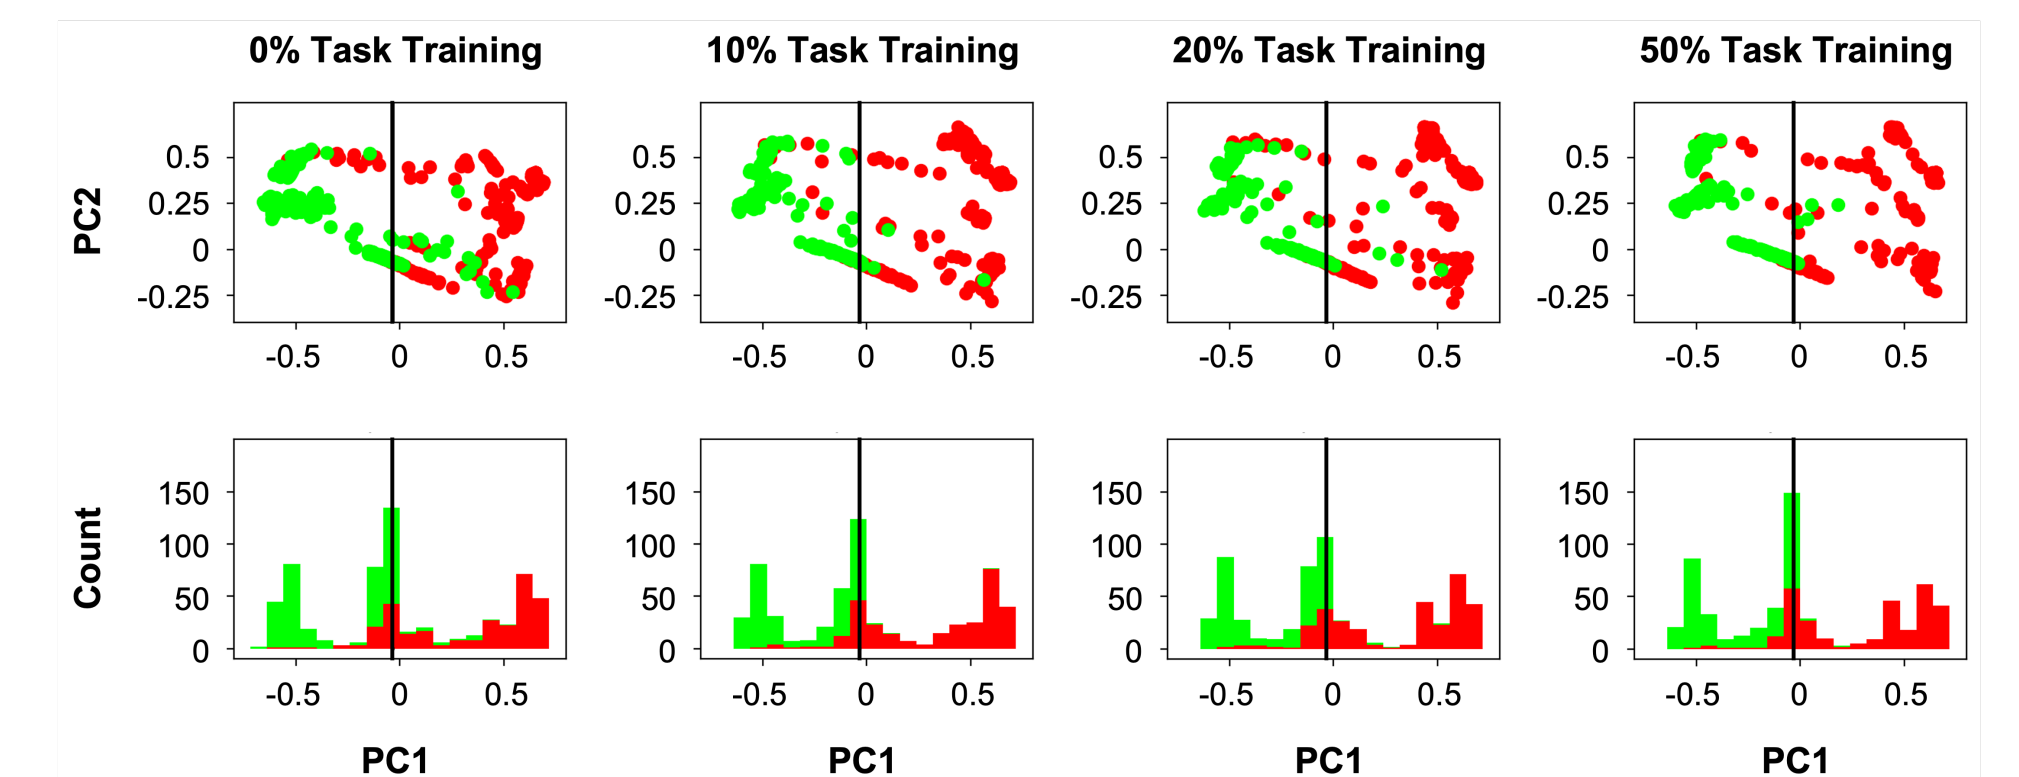 0% Task Training 10% Task Training 20% Task Training 50% Task Training
PC2
0.5 0.5 0.5 0.5
0.25 0.25 0.25 0.25
0 0 0 0
-0.25 -0.25 -0.25 -0.25
-0.5 0 0.5 -0.5 0 0.5 -0.5 0 0.5 -0.5 0 0.5
Count
150 150 150 150
100 100 100 100
50 50 50 50
0 0 0 0
-0.5 0 0.5 -0.5 0 0.5 -0.5 0 0.5 -0.5 0 0.5
PC1 PC1 PC1 PC1